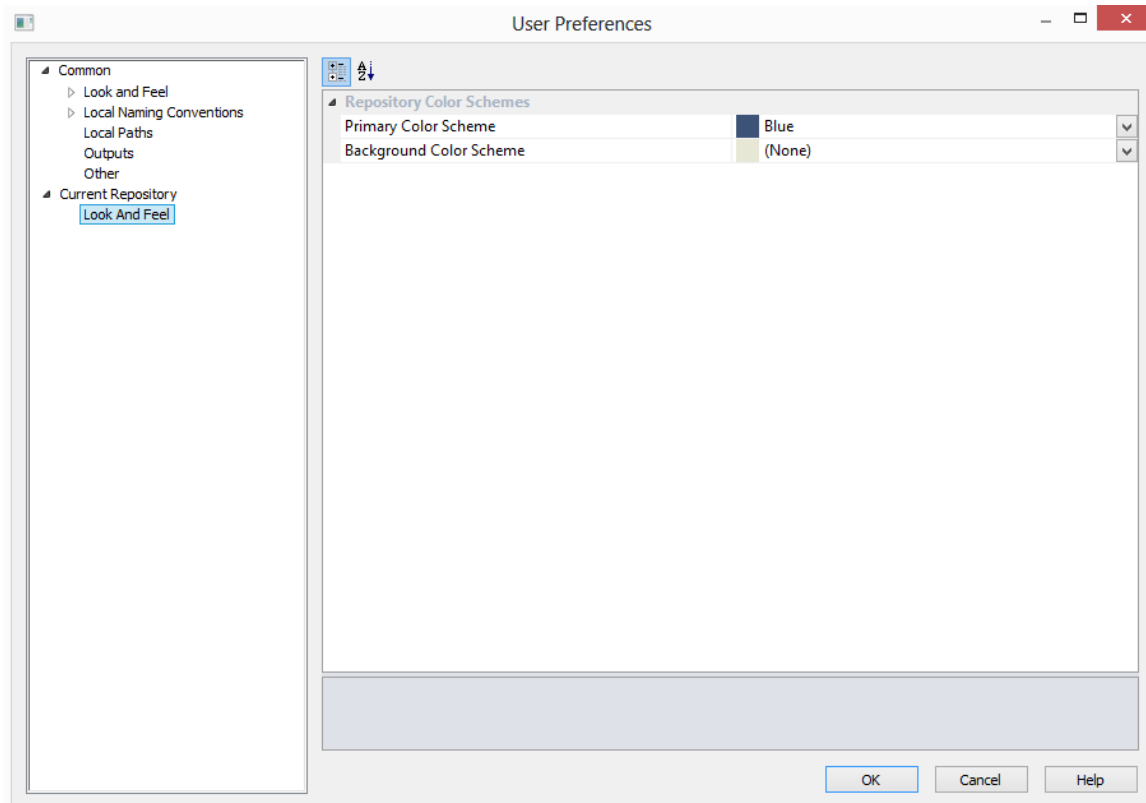 User Preferences
Common
Look and Feel
Local Naming Conventions
Local Paths
Outputs
Other
Current Repository
Look And Feel
Repository Color Schemes
Primary Color Scheme Blue
Background Color Scheme (None)
OK Cancel Help